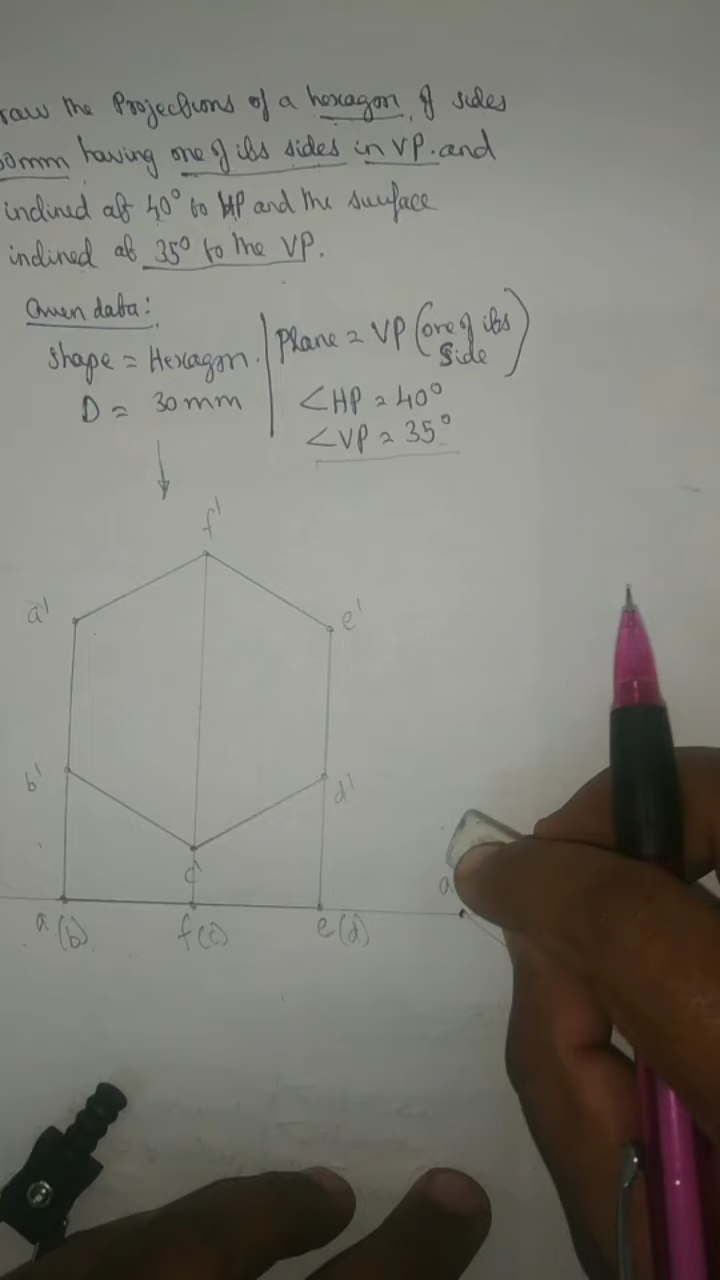 raw the Projections of a hexagon of sides
30mm having one of its sides in VP. and
inclined at 40° to HP and the surface
inclined at 35° to the VP.
Given data:
Shape = Hexagon.
D = 30mm
Plane = VP (one of its
Side)
∠HP = 40°
∠VP = 35°
f'
a'
e'
b'
d'
c'
a
a (b)
f(c)
e(d)